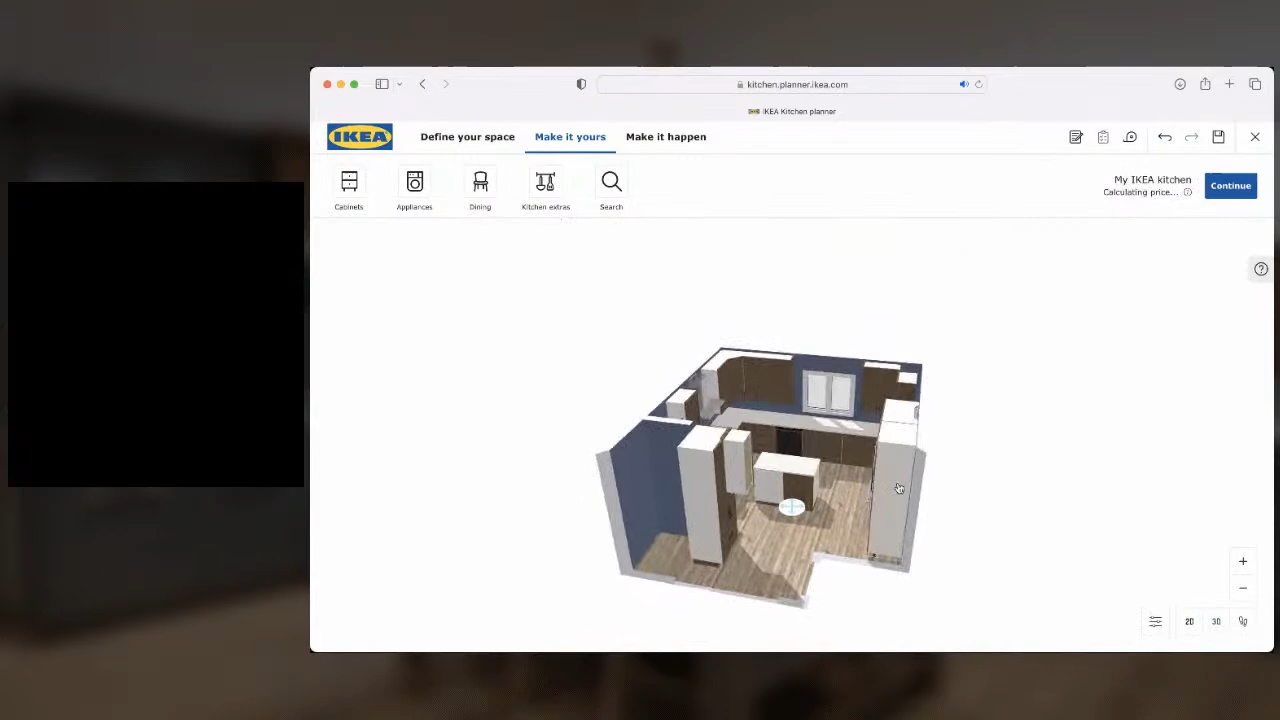 kitchen.planner.ikea.com
IKEA Kitchen planner
IKEA
Define your space
Make it yours
Make it happen
Cabinets
Appliances
Dining
Kitchen extras
Search
My IKEA kitchen
Calculating price...
Continue
2D
3D